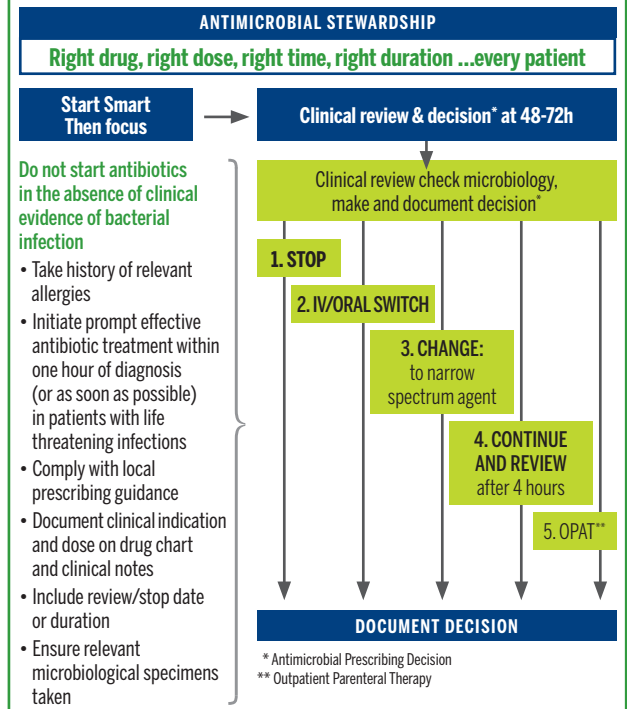 ANTIMICROBIAL STEWARDSHIP
Right drug, right dose, right time, right duration ...every patient
Start Smart
Then focus
Clinical review & decision* at 48-72h
Do not start antibiotics
in the absence of clinical
evidence of bacterial
infection
• Take history of relevant
allergies
• Initiate prompt effective
antibiotic treatment within
one hour of diagnosis
(or as soon as possible)
in patients with life
threatening infections
• Comply with local
prescribing guidance
• Document clinical indication
and dose on drug chart
and clinical notes
• Include review/stop date
or duration
• Ensure relevant
microbiological specimens
taken
Clinical review check microbiology,
make and document decision*
1. STOP
2. IV/ORAL SWITCH
3. CHANGE:
to narrow
spectrum agent
4. CONTINUE
AND REVIEW
after 4 hours
5. OPAT**
DOCUMENT DECISION
* Antimicrobial Prescribing Decision
** Outpatient Parenteral Therapy